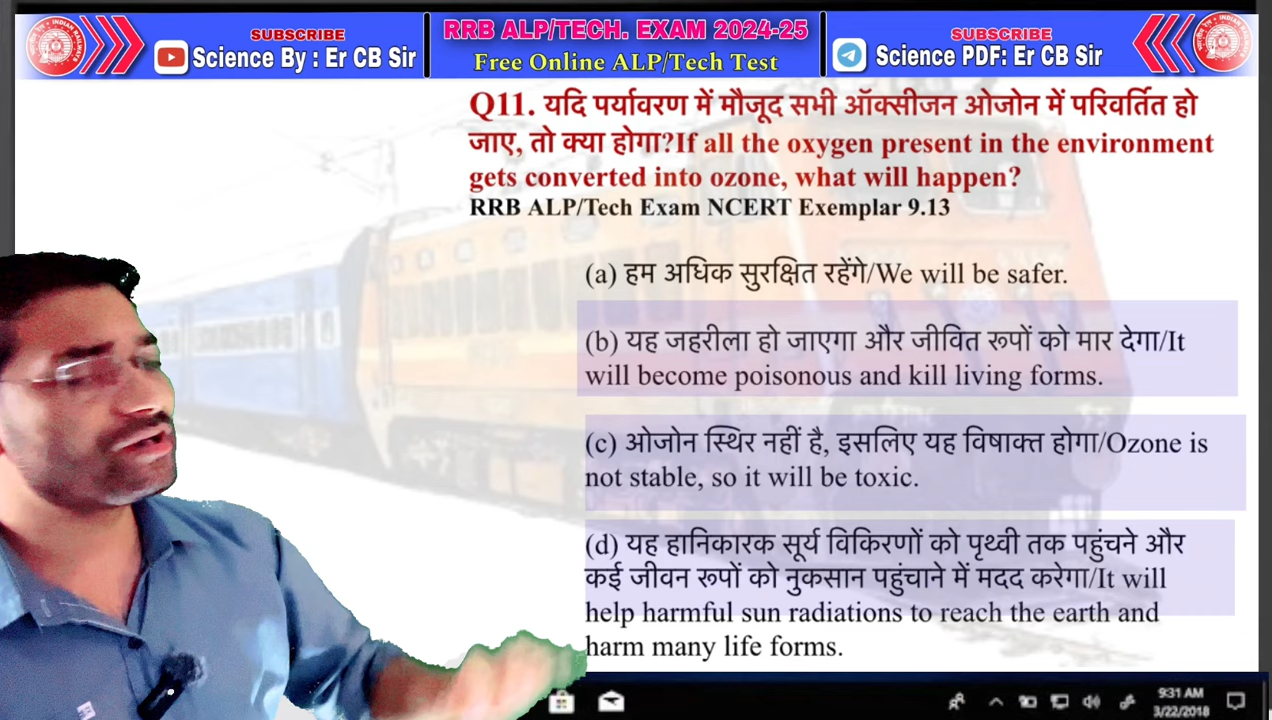 SUBSCRIBE
Science By : Er CB Sir
RRB ALP/TECH. EXAM 2024-25
Free Online ALP/Tech Test
SUBSCRIBE
Science PDF: Er CB Sir
Q11. यदि पर्यावरण में मौजूद सभी ऑक्सीजन ओजोन में परिवर्तित हो
जाए, तो क्या होगा?If all the oxygen present in the environment
gets converted into ozone, what will happen?
RRB ALP/Tech Exam NCERT Exemplar 9.13
(a) हम अधिक सुरक्षित रहेंगे/We will be safer.
(b) यह जहरीला हो जाएगा और जीवित रूपों को मार देगा/It
will become poisonous and kill living forms.
(c) ओजोन स्थिर नहीं है, इसलिए यह विषाक्त होगा/Ozone is
not stable, so it will be toxic.
(d) यह हानिकारक सूर्य विकिरणों को पृथ्वी तक पहुंचने और
कई जीवन रूपों को नुकसान पहुंचाने में मदद करेगा/It will
help harmful sun radiations to reach the earth and
harm many life forms.
9:31 AM
3/22/2018